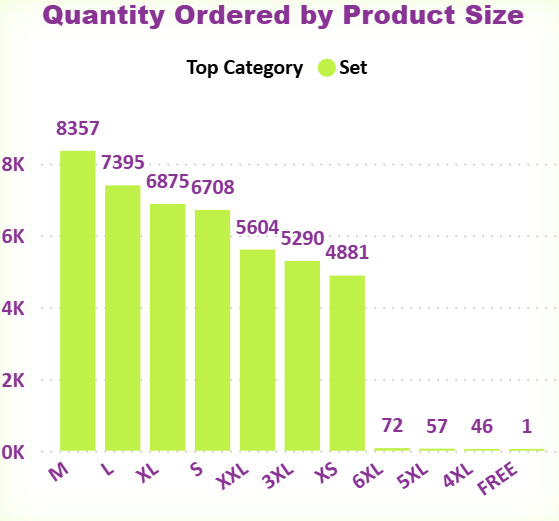 Quantity Ordered by Product Size
Top Category Set
8357
7395
6875
6708
5604
5290
4881
72
57
46
1
8K
6K
4K
2K
0K
M
L
XL
S
XXL
3XL
XS
6XL
5XL
4XL
FREE